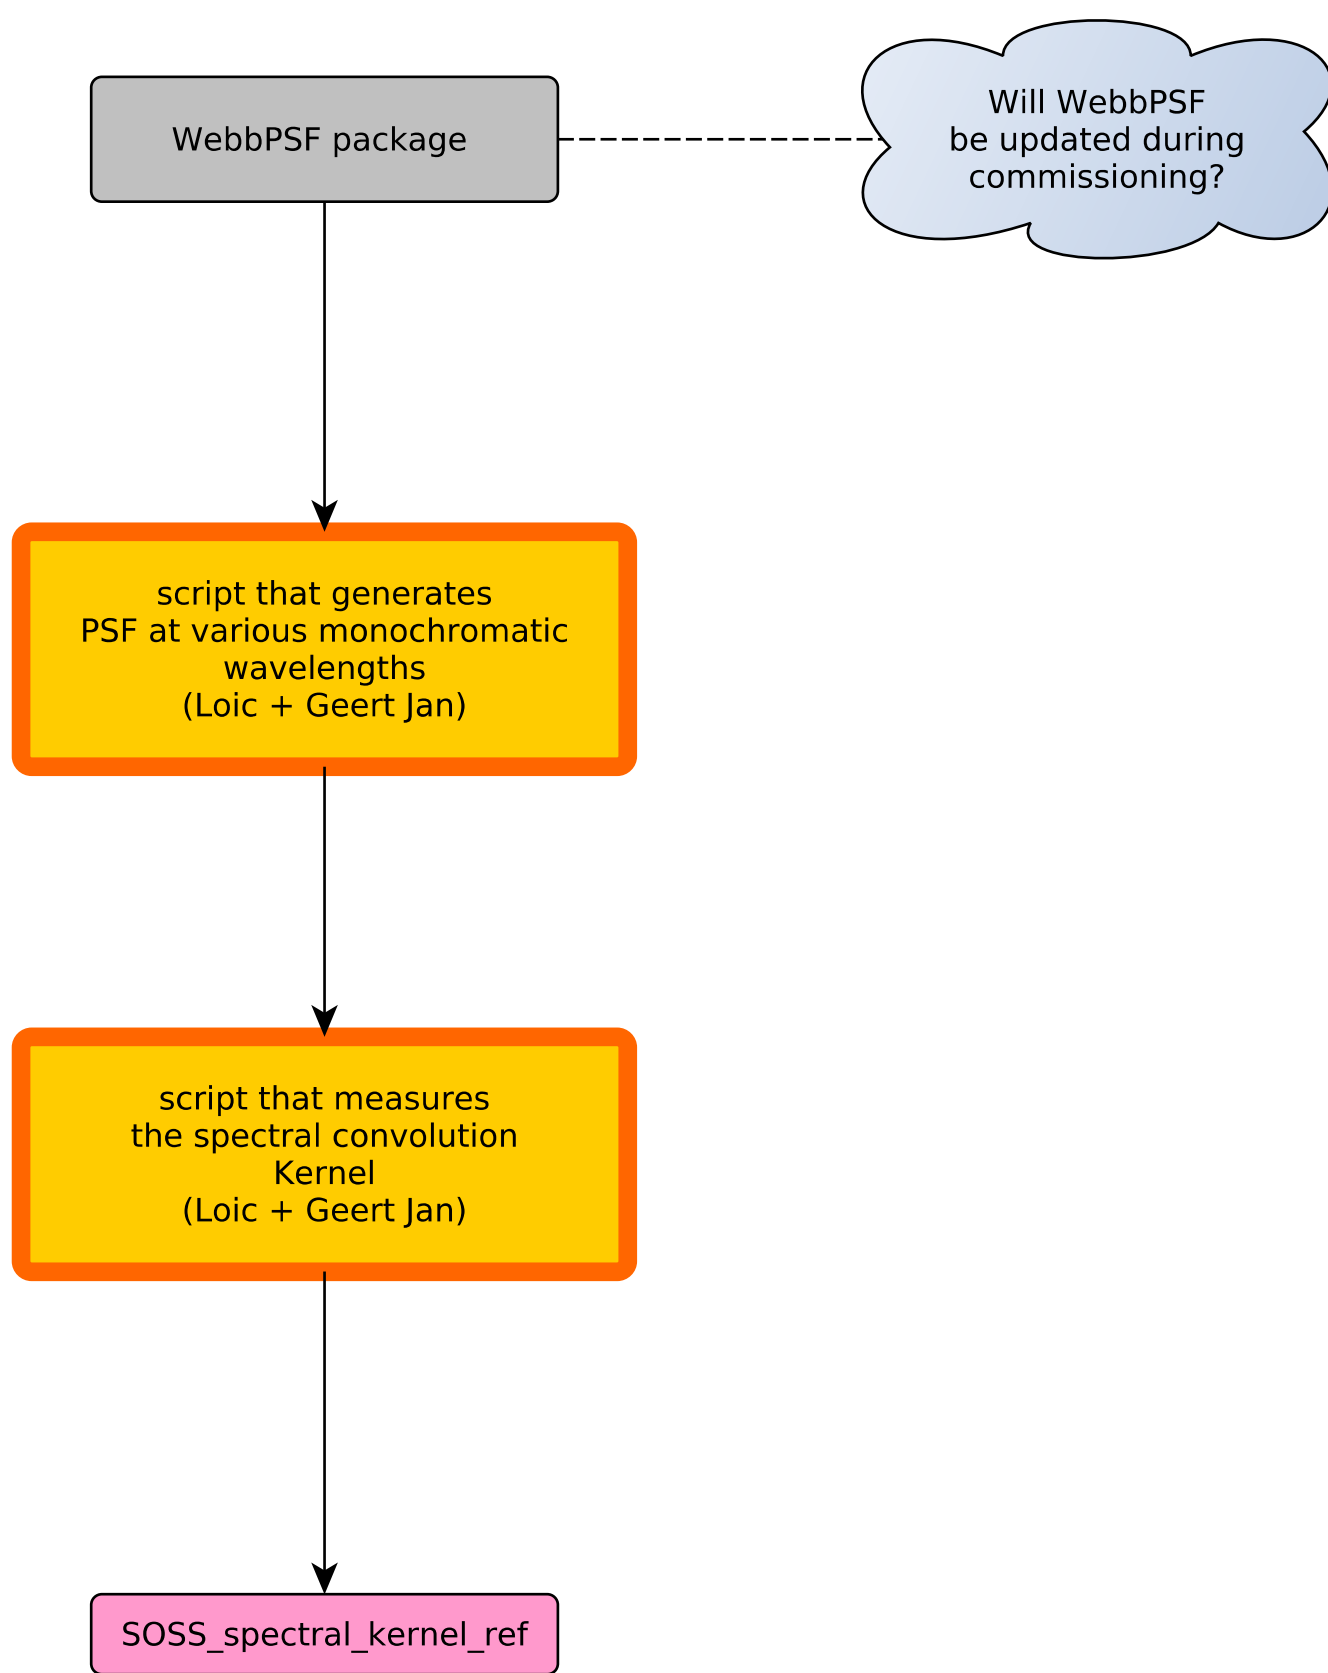 WebbPSF package
Will WebbPSF
be updated during
commissioning?
script that generates
PSF at various monochromatic
wavelengths
(Loic + Geert Jan)
script that measures
the spectral convolution
Kernel
(Loic + Geert Jan)
SOSS_spectral_kernel_ref